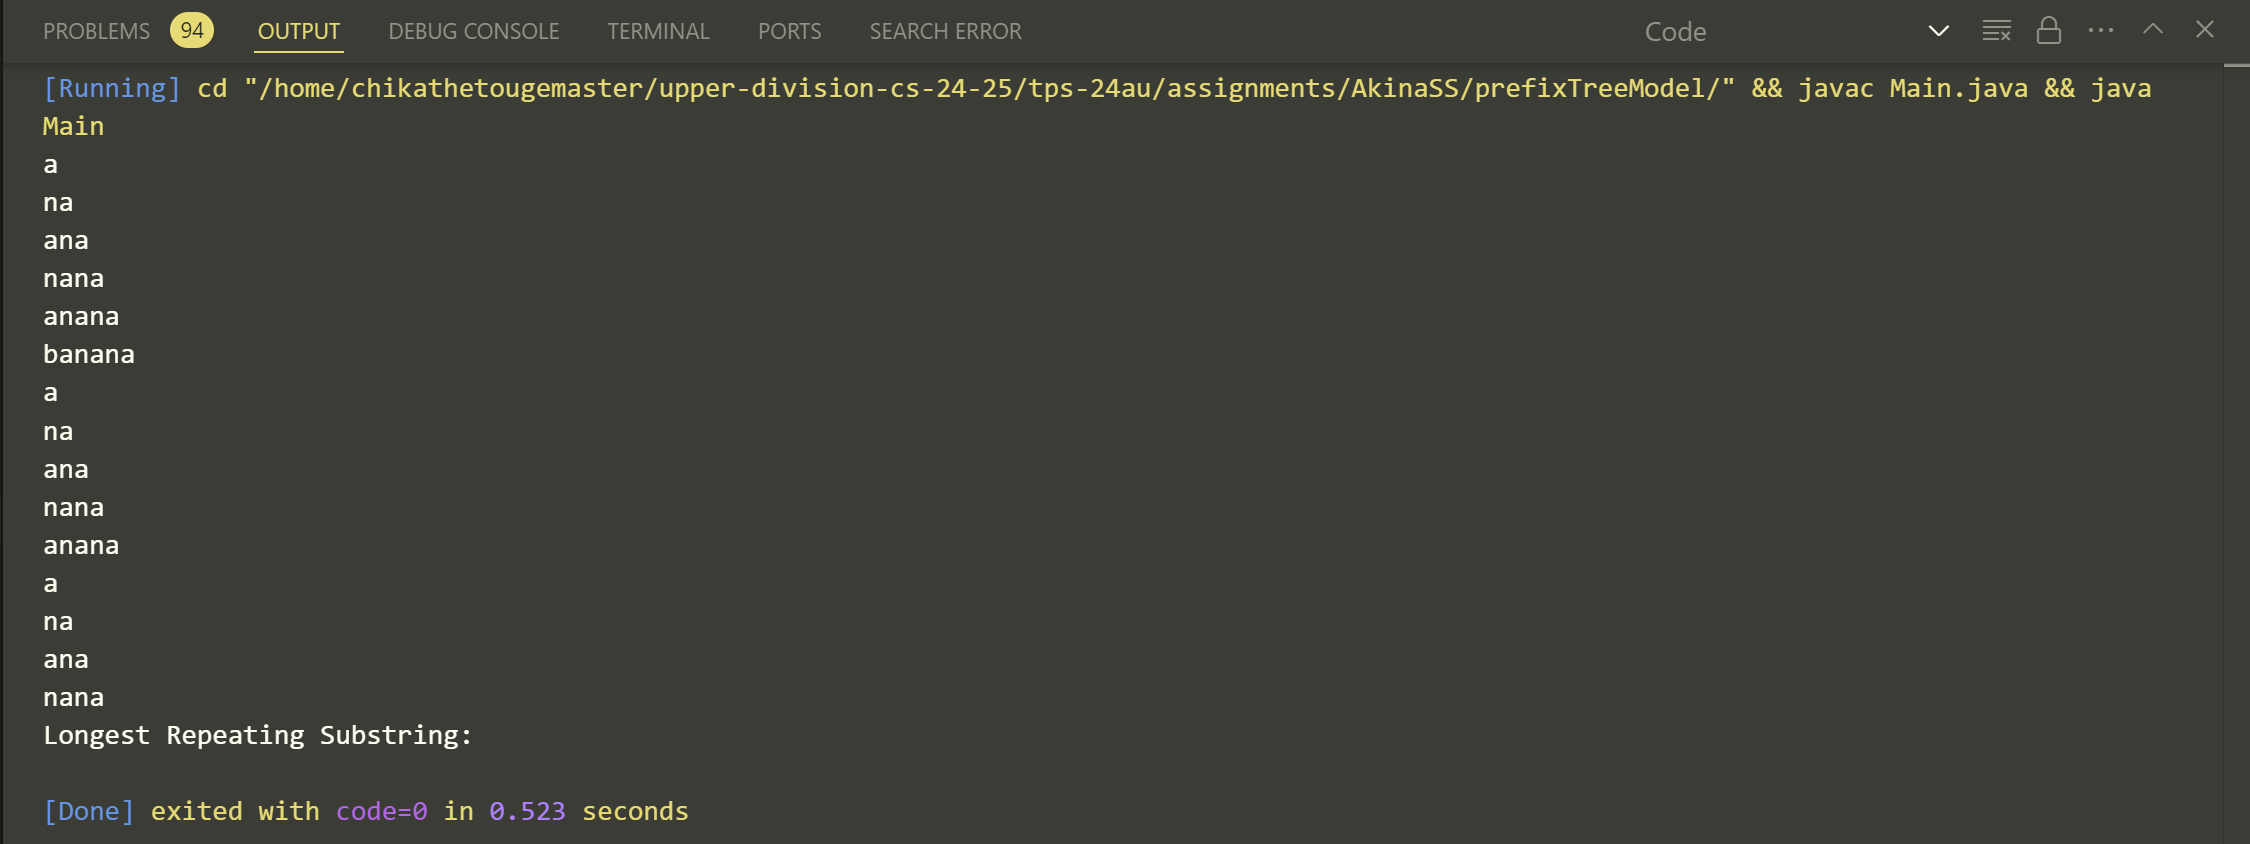 PROBLEMS 94 OUTPUT DEBUG CONSOLE TERMINAL PORTS SEARCH ERROR Code
[Running] cd "/home/chikathetougemaster/upper-division-cs-24-25/tps-24au/assignments/AkinaSS/prefixTreeModel/" && javac Main.java && java
Main
a
na
ana
nana
anana
banana
a
na
ana
nana
anana
a
na
ana
nana
Longest Repeating Substring:
[Done] exited with code=0 in 0.523 seconds